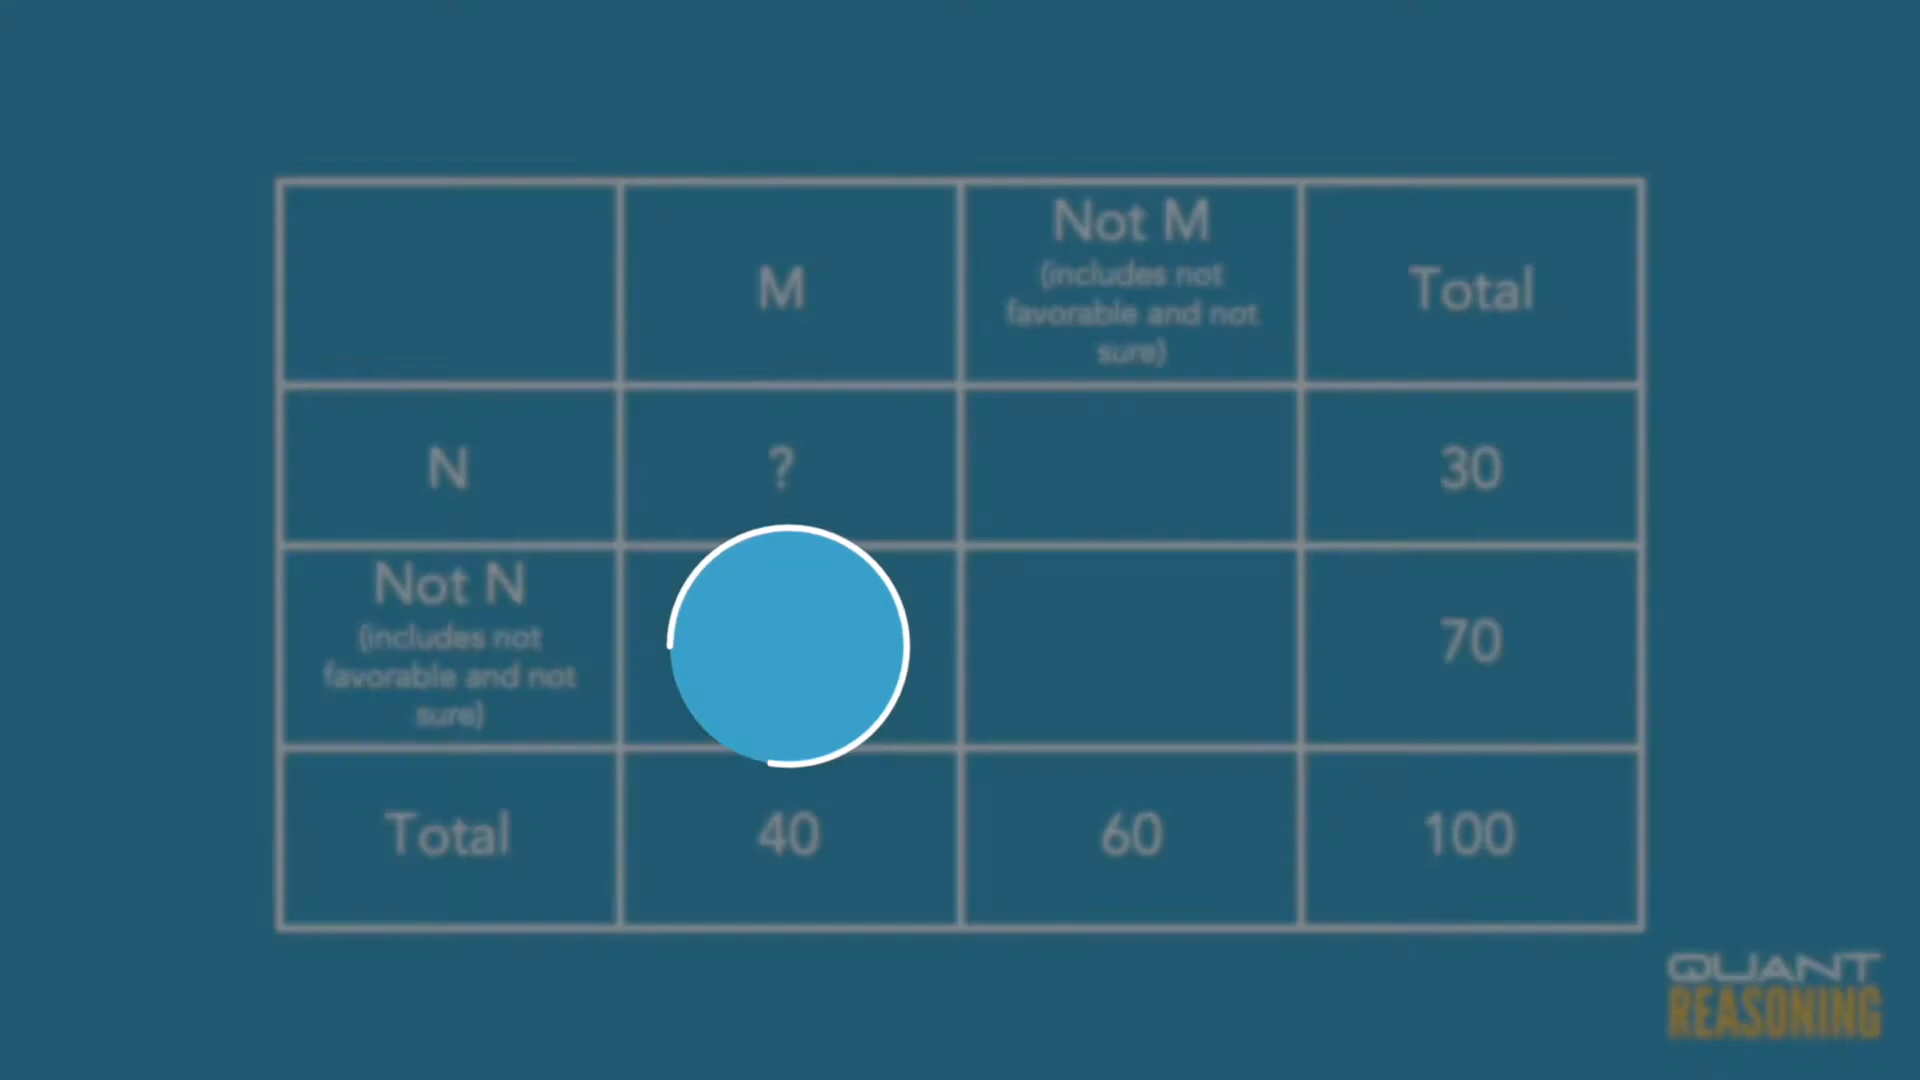 M
Not M
(includes not
favorable and not
sure)
Total
N
?
30
Not N
(includes not
favorable and not
sure)
70
Total
40
60
100
QUANT
REASONING